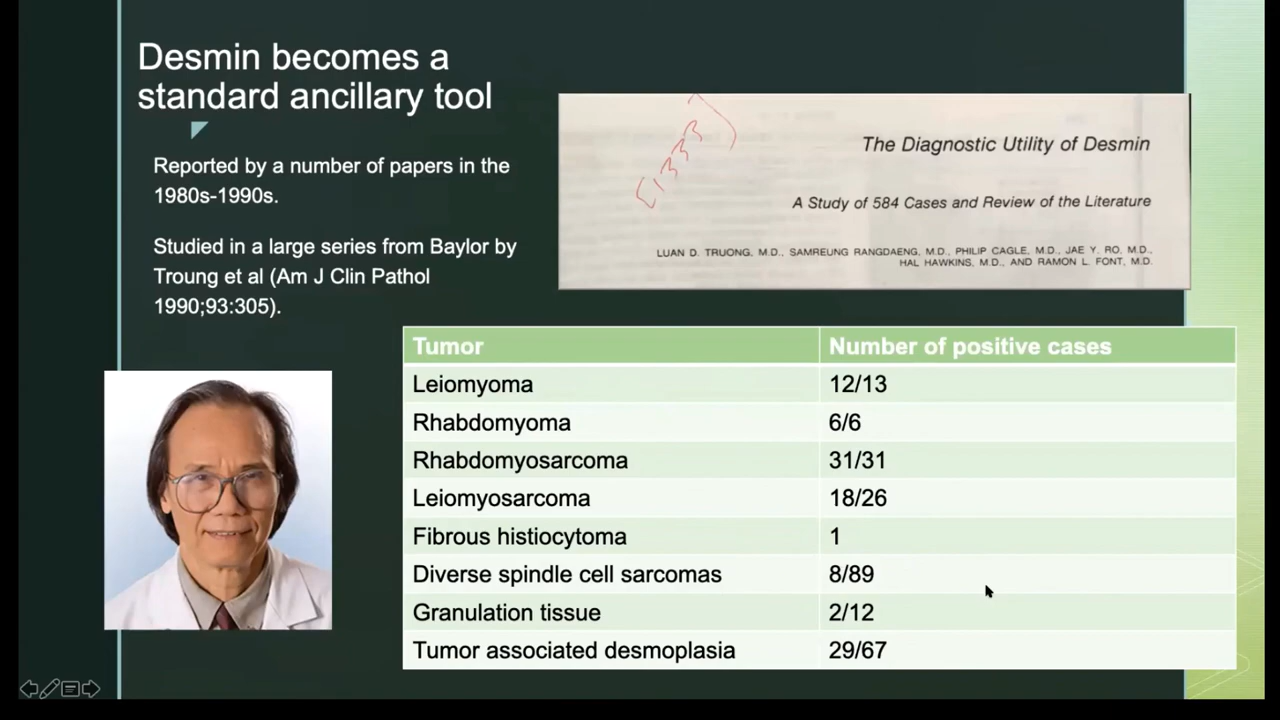 Desmin becomes a
standard ancillary tool
Reported by a number of papers in the
1980s-1990s.
Studied in a large series from Baylor by
Troung et al (Am J Clin Pathol
1990;93:305).
[1333]
The Diagnostic Utility of Desmin
A Study of 584 Cases and Review of the Literature
LUAN D. TRUONG, M.D., SAMREUNG RANGDAENG, M.D., PHILIP CAGLE, M.D., JAE Y. RO, M.D.,
HAL HAWKINS, M.D., AND RAMON L. FONT, M.D.
Tumor Number of positive cases
Leiomyoma 12/13
Rhabdomyoma 6/6
Rhabdomyosarcoma 31/31
Leiomyosarcoma 18/26
Fibrous histiocytoma 1
Diverse spindle cell sarcomas 8/89
Granulation tissue 2/12
Tumor associated desmoplasia 29/67